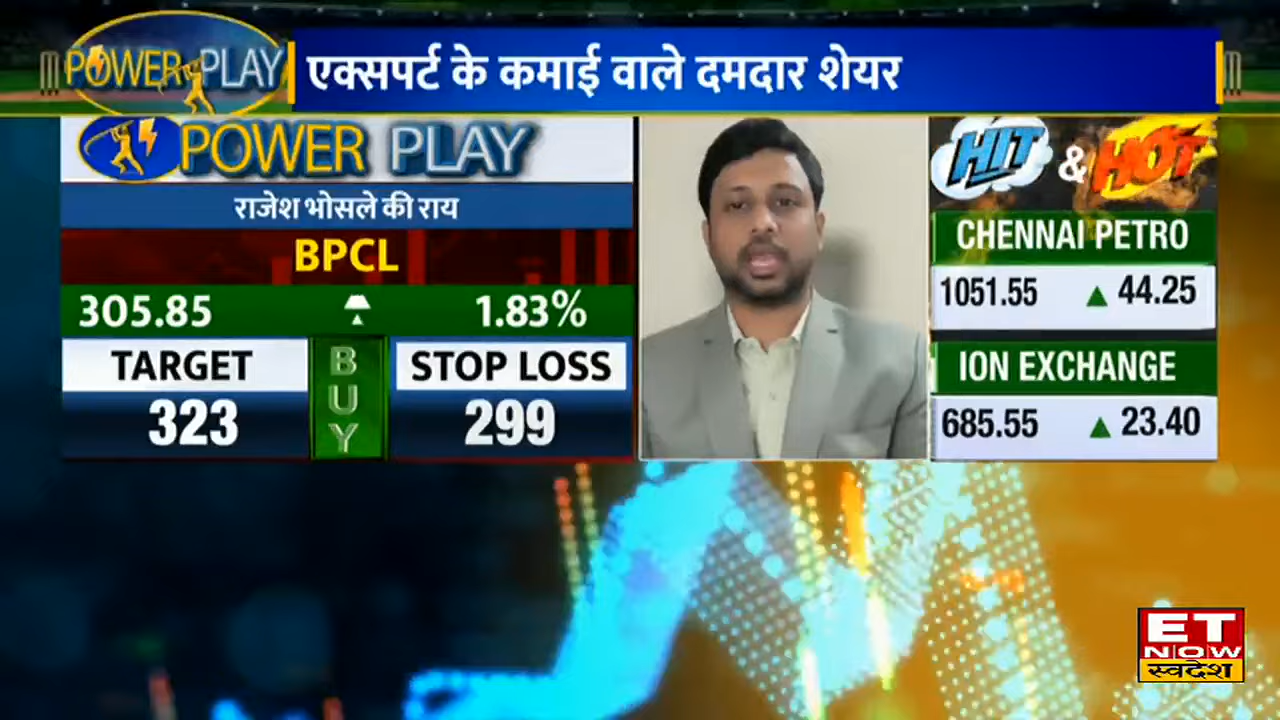 POWER PLAY
एक्सपर्ट के कमाई वाले दमदार शेयर
POWER PLAY
राजेश भोसले की राय
BPCL
305.85 1.83%
TARGET
323
BUY
STOP LOSS
299
HIT & HOT
CHENNAI PETRO
1051.55 ▲ 44.25
ION EXCHANGE
685.55 ▲ 23.40
ET
NOW
स्वदेश